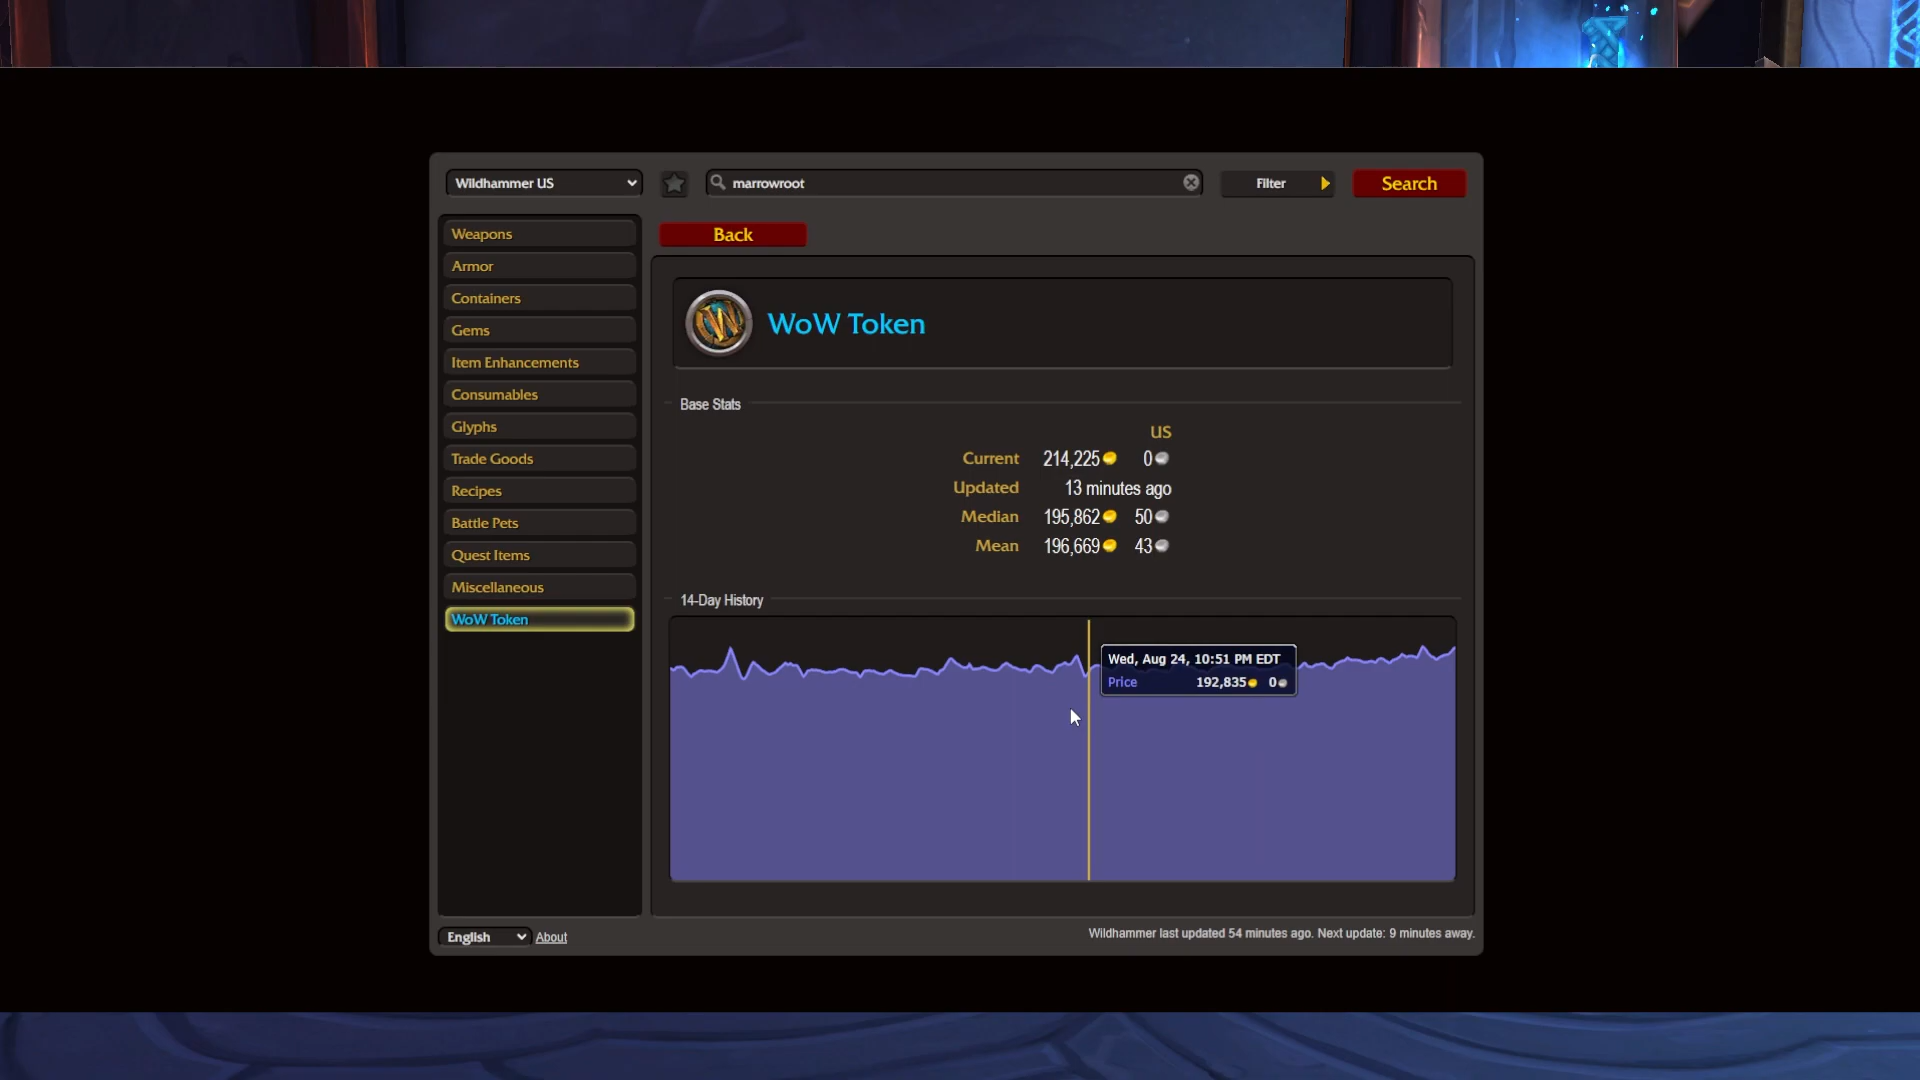 Wildhammer US
marrowroot
Filter
Search
Back
Weapons
Armor
Containers
Gems
Item Enhancements
Consumables
Glyphs
Trade Goods
Recipes
Battle Pets
Quest Items
Miscellaneous
WoW Token
WoW Token
Base Stats
US
Current 214,225 0
Updated 13 minutes ago
Median 195,862 50
Mean 196,669 43
14-Day History
Wed, Aug 24, 10:51 PM EDT
Price 192,835 0
English About
Wildhammer last updated 54 minutes ago. Next update: 9 minutes away.